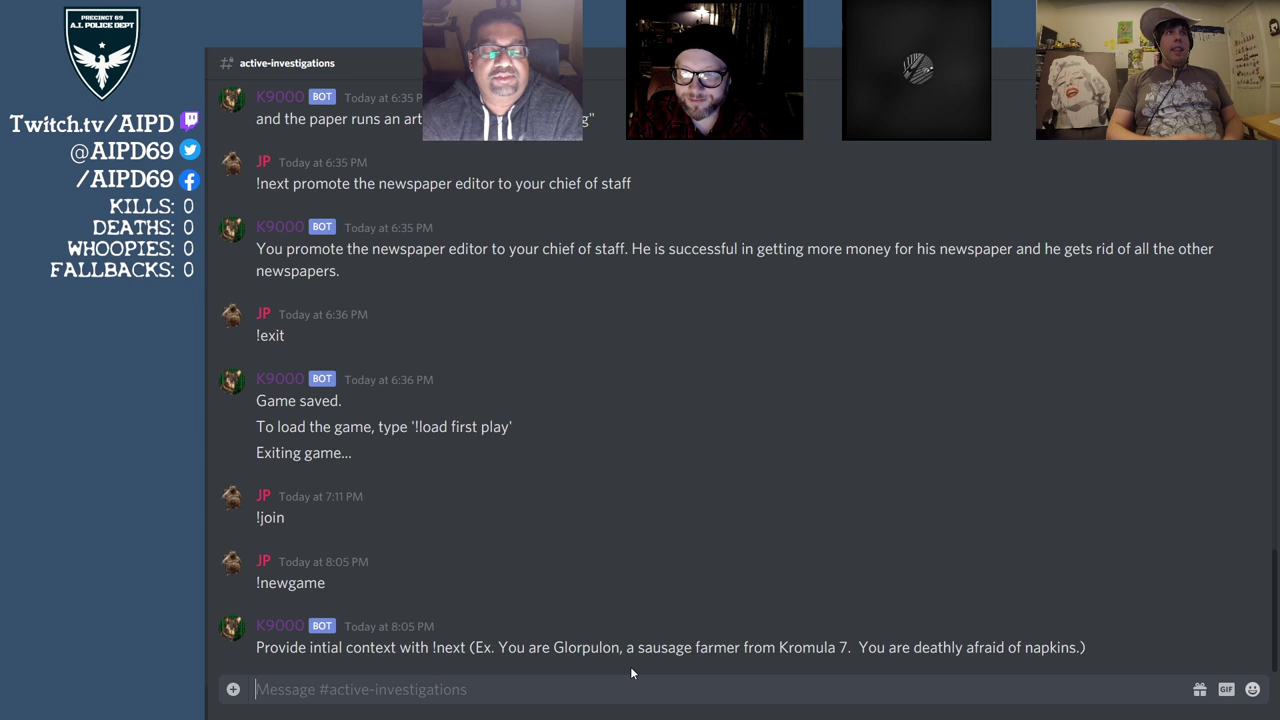 PRECINCT 69
A.I. POLICE DEPT
Twitch.tv/AIPD
@AIPD69
/AIPD69
KILLS: 0
DEATHS: 0
WHOOPIES: 0
FALLBACKS: 0
active-investigations
K9000 BOT Today at 6:35 P
and the paper runs an art g"
JP Today at 6:35 PM
!next promote the newspaper editor to your chief of staff
K9000 BOT Today at 6:35 PM
You promote the newspaper editor to your chief of staff. He is successful in getting more money for his newspaper and he gets rid of all the other
newspapers.
JP Today at 6:36 PM
!exit
K9000 BOT Today at 6:36 PM
Game saved.
To load the game, type '!load first play'
Exiting game...
JP Today at 7:11 PM
!join
JP Today at 8:05 PM
!newgame
K9000 BOT Today at 8:05 PM
Provide intial context with !next (Ex. You are Glorpulon, a sausage farmer from Kromula 7.  You are deathly afraid of napkins.)
Message #active-investigations
GIF